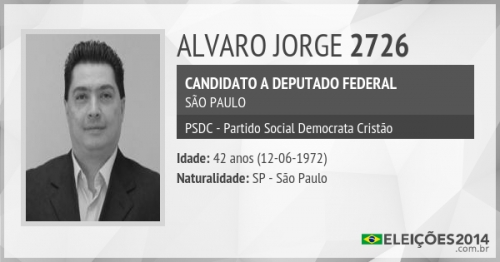 ALVARO JORGE 2726
CANDIDATO A DEPUTADO FEDERAL
SÃO PAULO
PSDC - Partido Social Democrata Cristão
Idade: 42 anos (12-06-1972)
Naturalidade: SP - São Paulo
ELEIÇÕES2014
.com.br